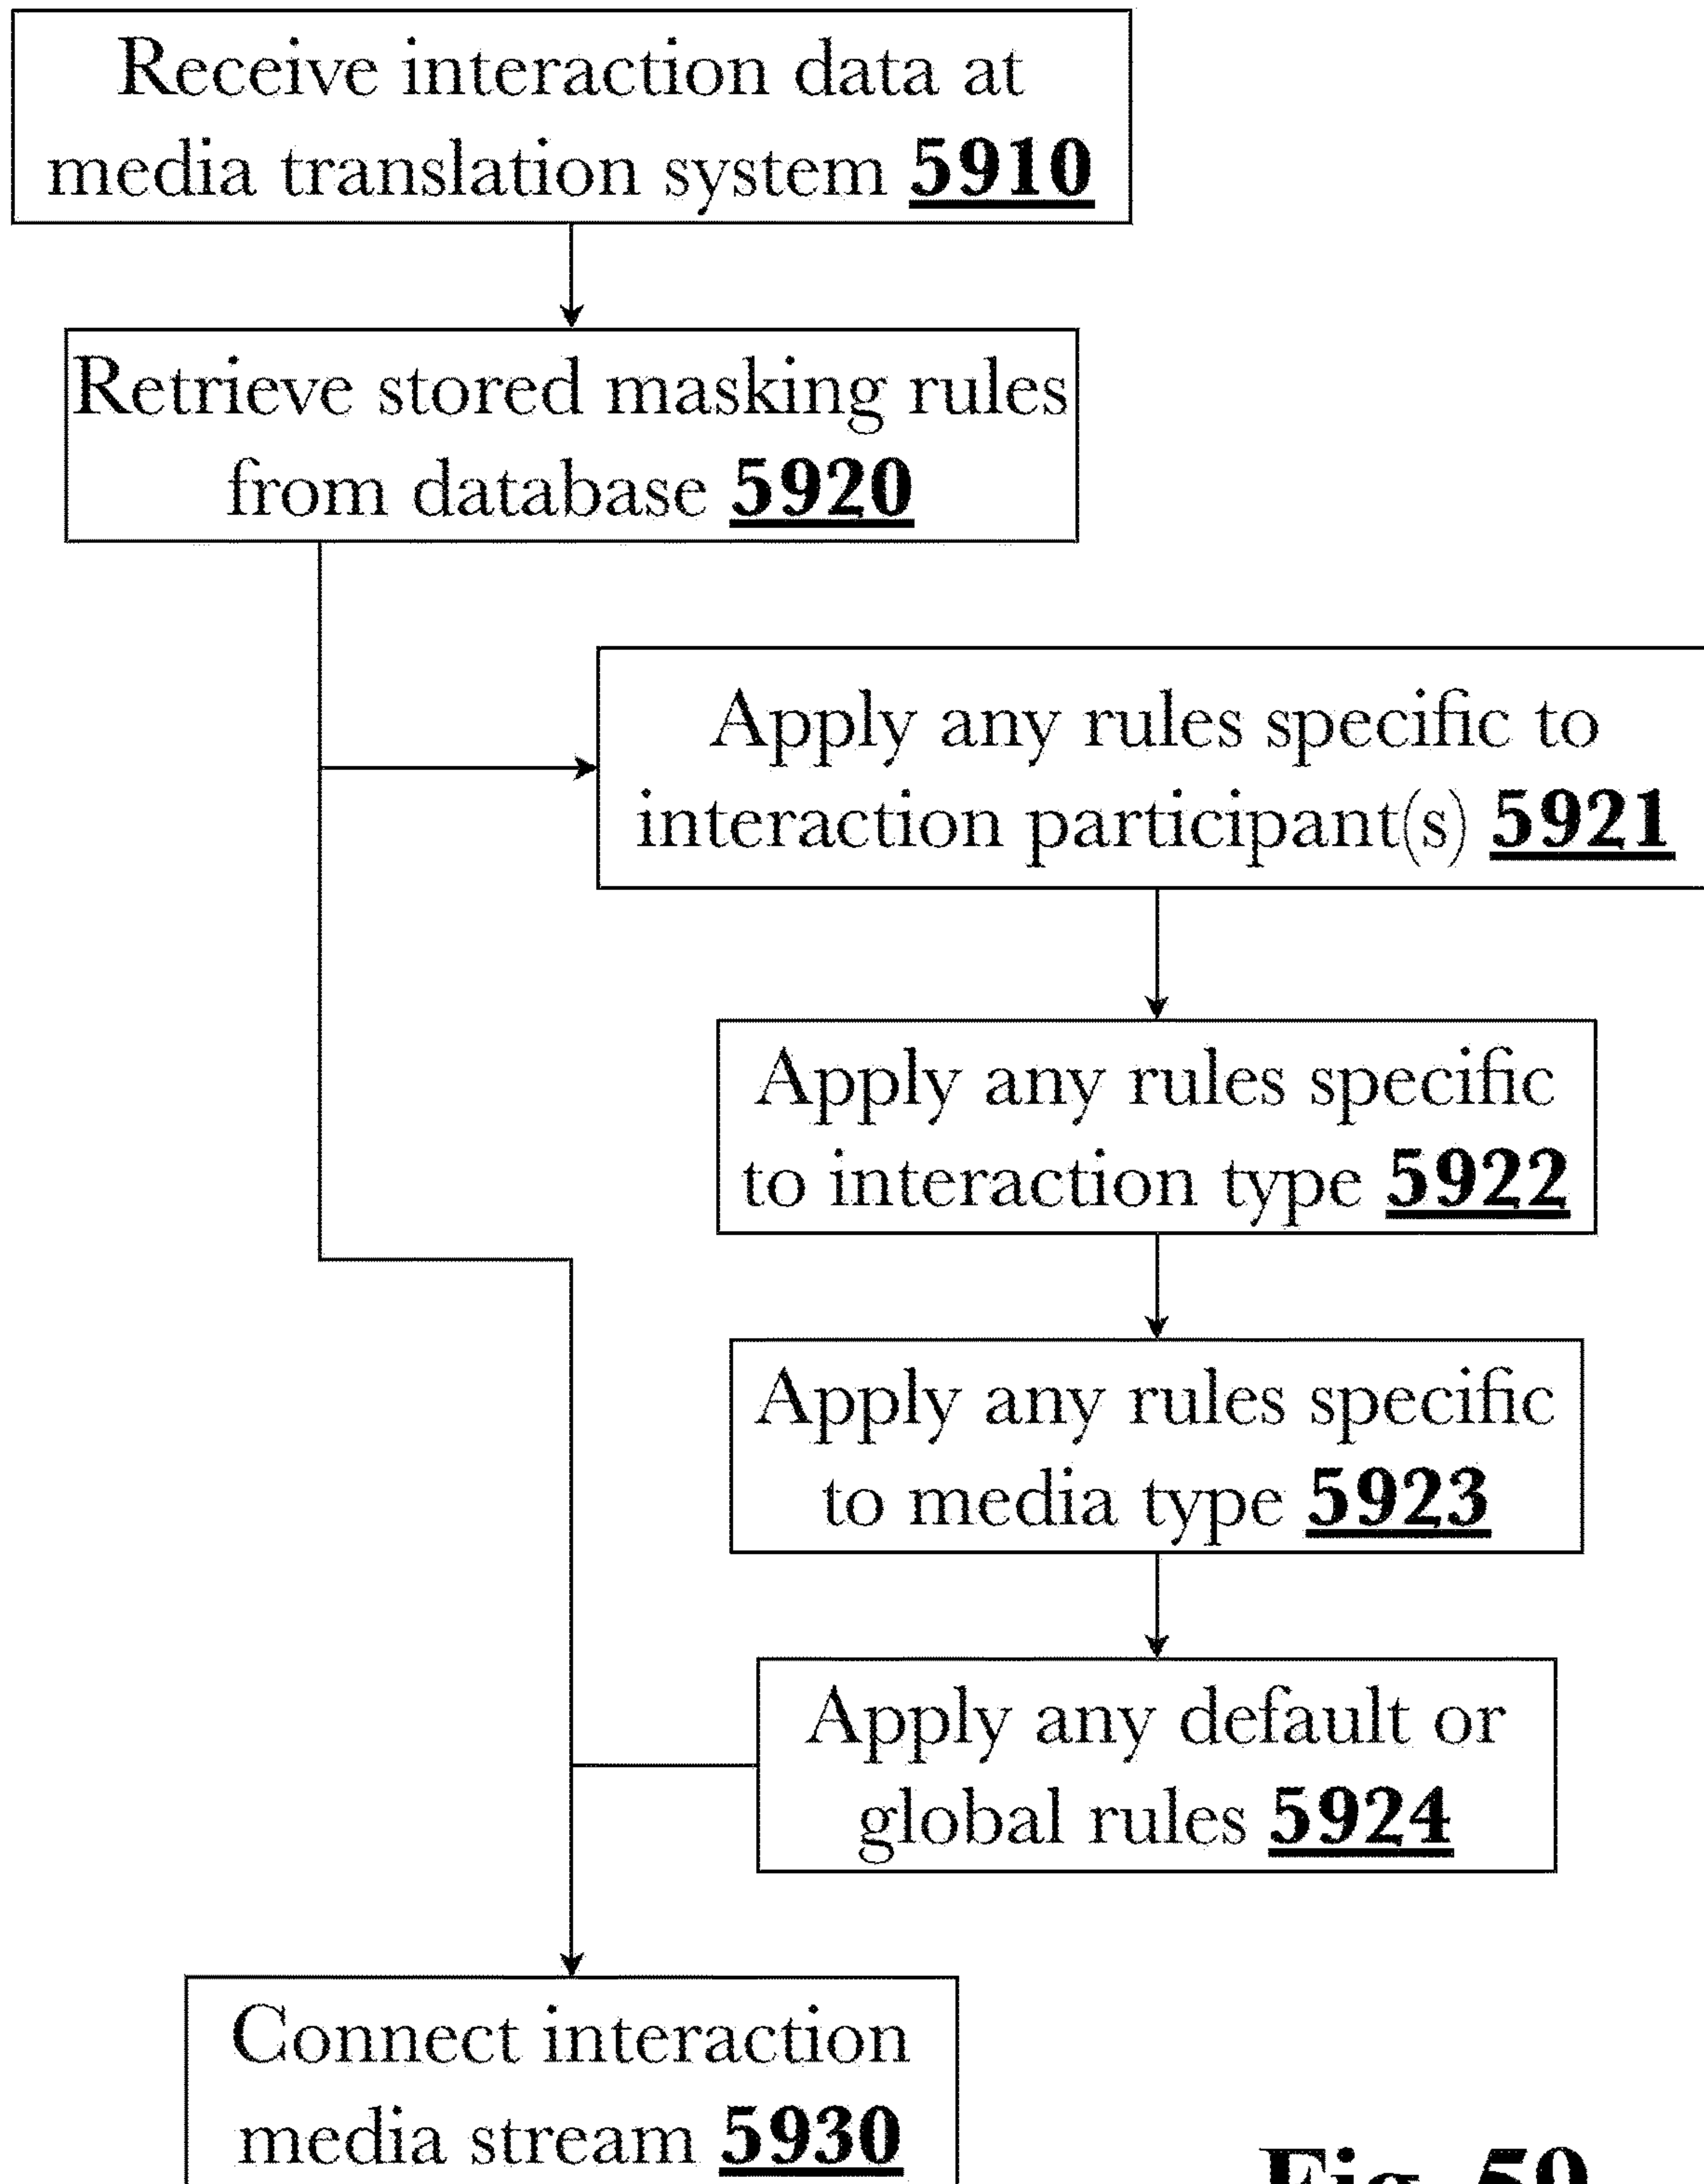 Receive interaction data at
media translation system 5910
Retrieve stored masking rules
from database 5920
Apply any rules specific to
interaction participant(s) 5921
Apply any rules specific
to interaction type 5922
Apply any rules specific
to media type 5923
Apply any default or
global rules 5924
Connect interaction
media stream 5930
Fig. 59